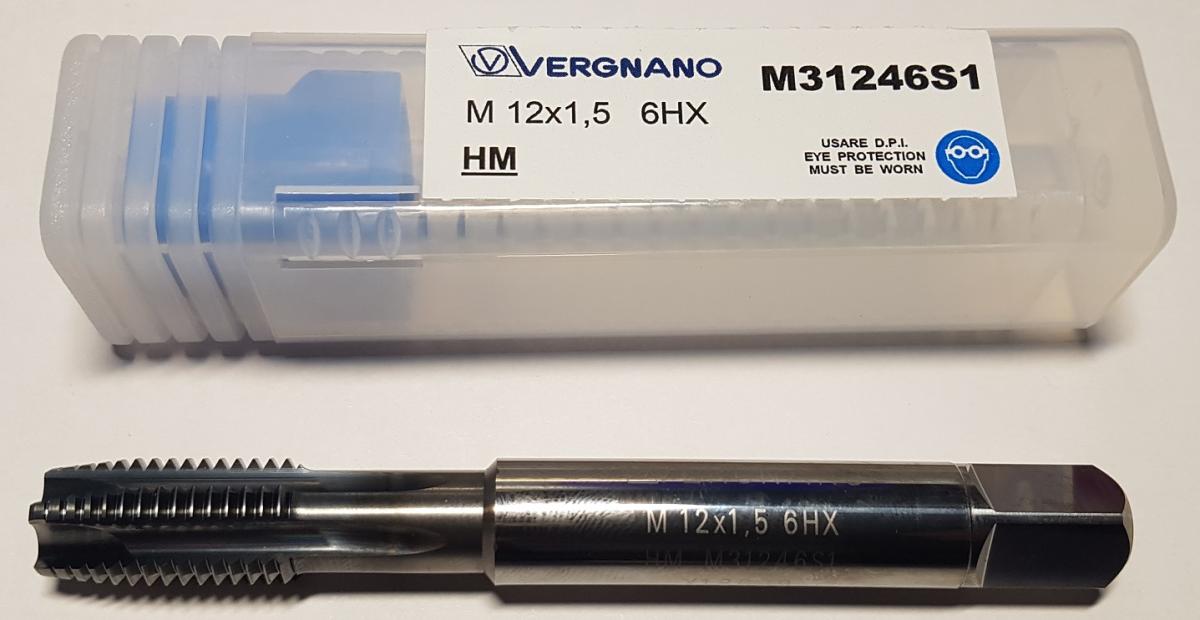 VERGNANO
M31246S1
M 12x1,5 6HX
HM
USARE D.P.I.
EYE PROTECTION
MUST BE WORN
M 12x1,5 6HX
HM M31246S1